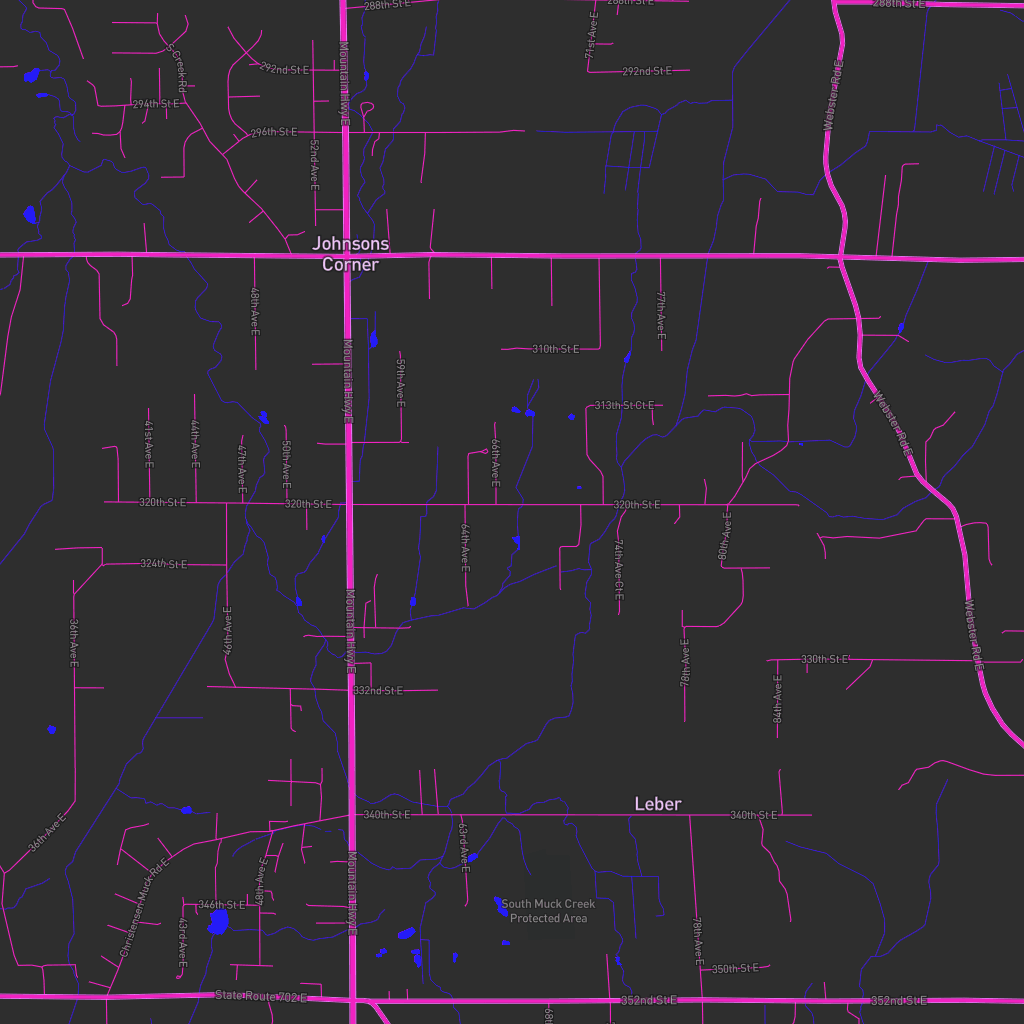 288th St E
288th St E
288th St E
71st Ave E
S Creek Rd
Mountain Hwy E
292nd St E
292nd St E
Webster Rd E
294th St E
296th St E
52nd Ave E
Johnsons
Corner
48th Ave E
77th Ave E
310th St E
Mountain Hwy E
59th Ave E
313th St Ct E
Webster Rd E
41st Ave E
44th Ave E
47th Ave E
50th Ave E
66th Ave E
320th St E
320th St E
320th St E
64th Ave E
80th Ave E
324th St E
74th Ave Ct E
36th Ave E
46th Ave E
Mountain Hwy E
Webster Rd E
78th Ave E
330th St E
332nd St E
84th Ave E
Leber
340th St E
340th St E
36th Ave E
63rd Ave E
Mountain Hwy E
48th Ave E
Christensen Muck Rd E
346th St E
South Muck Creek
Protected Area
43rd Ave E
78th Ave E
350th St E
State Route 702 E
352nd St E
352nd St E
68th